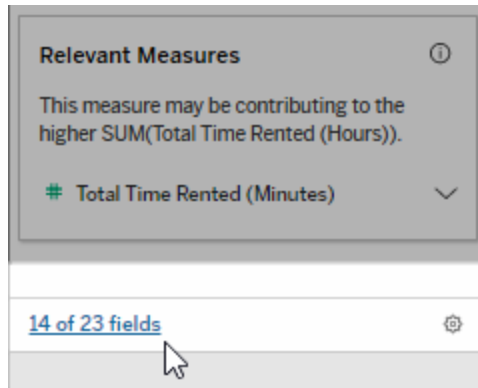 Relevant Measures
This measure may be contributing to the
higher SUM(Total Time Rented (Hours)).
# Total Time Rented (Minutes)
14 of 23 fields